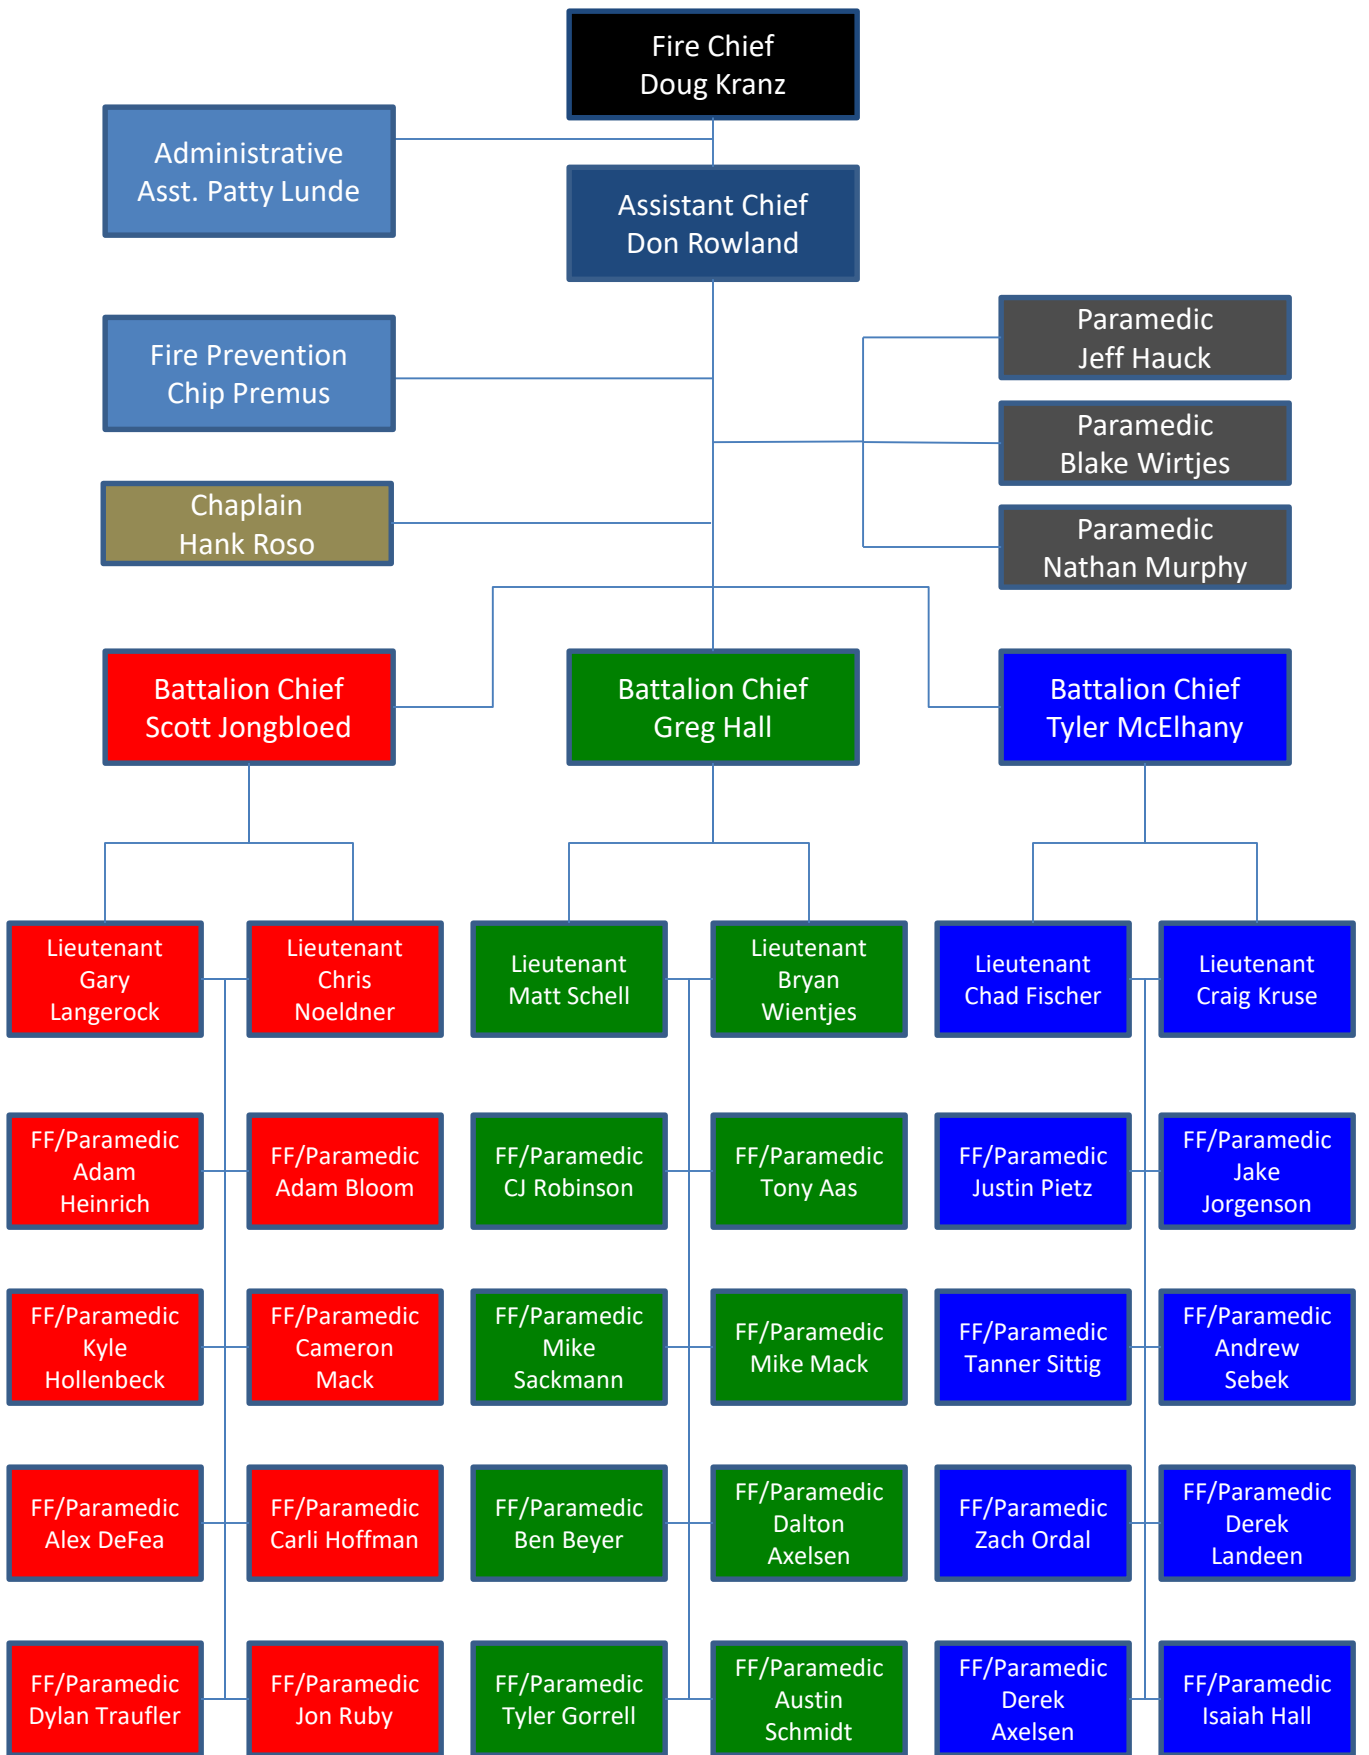 Fire Chief
Doug Kranz
Administrative
Asst. Patty Lunde
Assistant Chief
Don Rowland
Fire Prevention
Chip Premus
Paramedic
Jeff Hauck
Paramedic
Blake Wirtjes
Chaplain
Hank Roso
Paramedic
Nathan Murphy
Battalion Chief
Scott Jongbloed
Battalion Chief
Greg Hall
Battalion Chief
Tyler McElhany
Lieutenant
Gary
Langerock
Lieutenant
Chris
Noeldner
Lieutenant
Matt Schell
Lieutenant
Bryan
Wientjes
Lieutenant
Chad Fischer
Lieutenant
Craig Kruse
FF/Paramedic
Adam
Heinrich
FF/Paramedic
Adam Bloom
FF/Paramedic
CJ Robinson
FF/Paramedic
Tony Aas
FF/Paramedic
Justin Pietz
FF/Paramedic
Jake
Jorgenson
FF/Paramedic
Kyle
Hollenbeck
FF/Paramedic
Cameron
Mack
FF/Paramedic
Mike
Sackmann
FF/Paramedic
Mike Mack
FF/Paramedic
Tanner Sittig
FF/Paramedic
Andrew
Sebek
FF/Paramedic
Alex DeFea
FF/Paramedic
Carli Hoffman
FF/Paramedic
Ben Beyer
FF/Paramedic
Dalton
Axelsen
FF/Paramedic
Zach Ordal
FF/Paramedic
Derek
Landeen
FF/Paramedic
Dylan Traufler
FF/Paramedic
Jon Ruby
FF/Paramedic
Tyler Gorrell
FF/Paramedic
Austin
Schmidt
FF/Paramedic
Derek
Axelsen
FF/Paramedic
Isaiah Hall